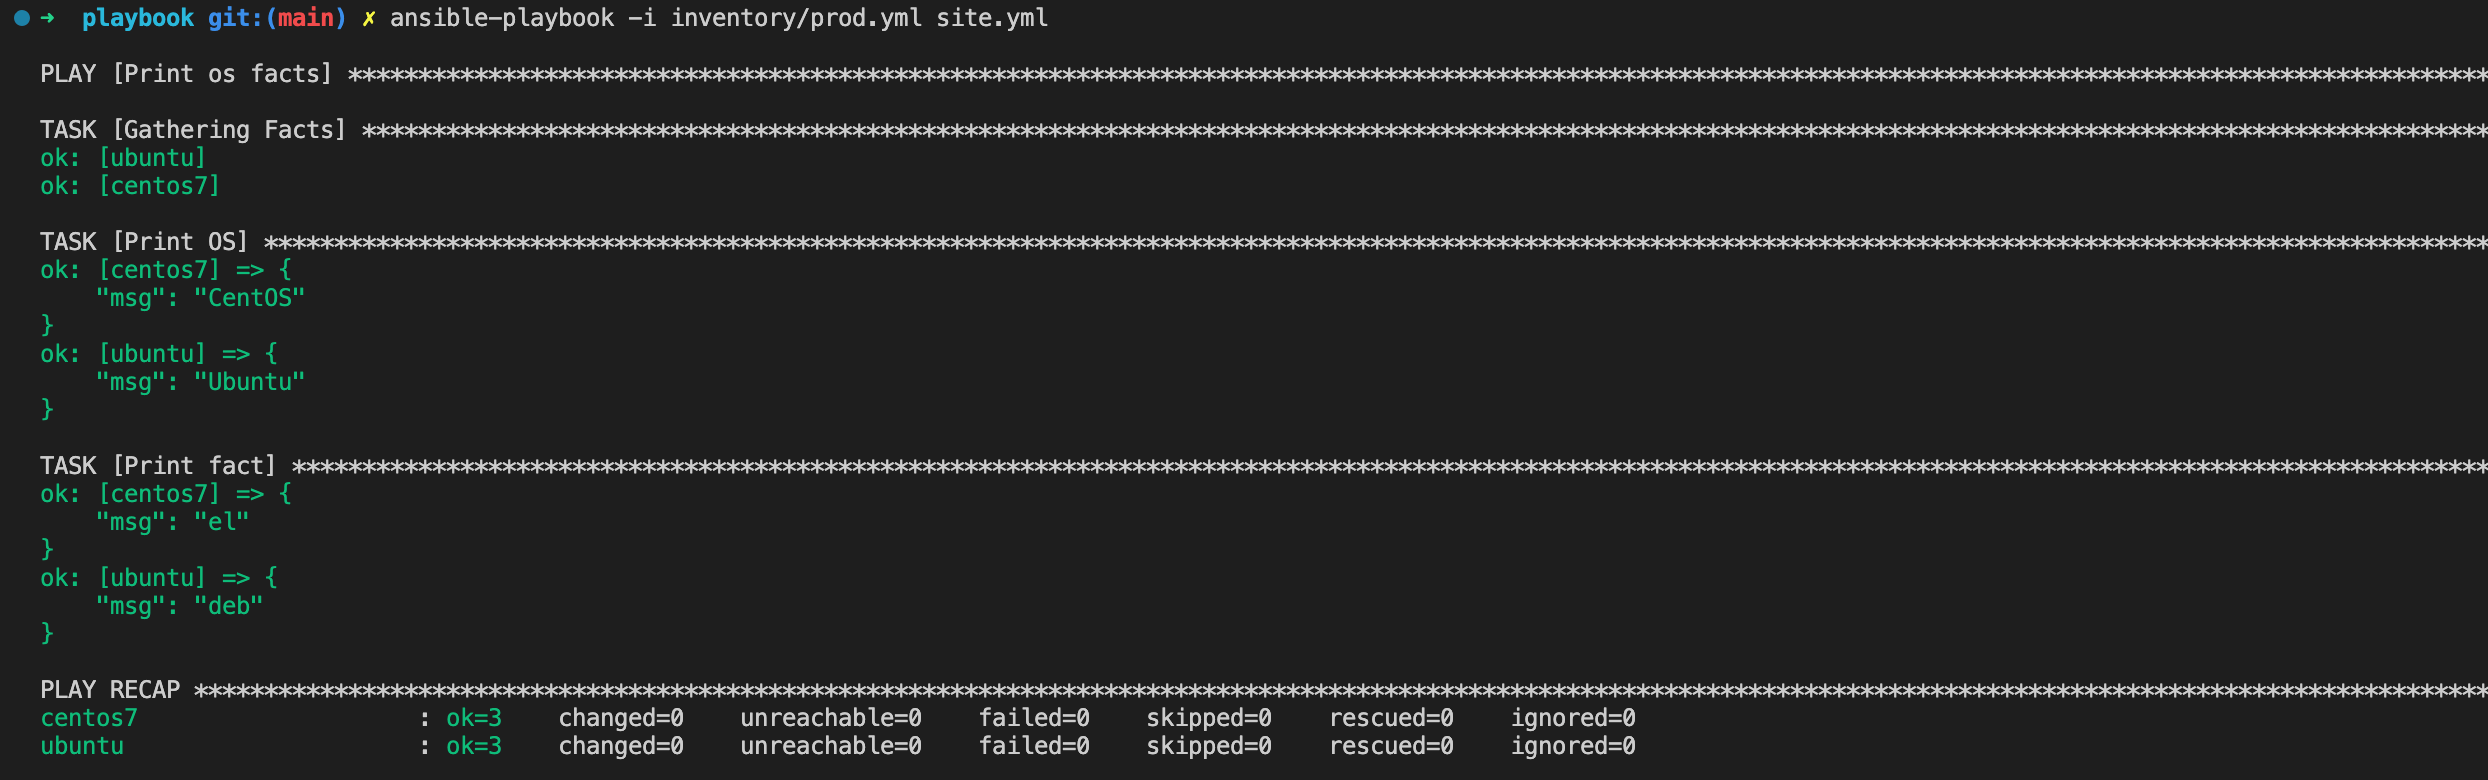 ➜ playbook git:(main) ✗ ansible-playbook -i inventory/prod.yml site.yml
PLAY [Print os facts] *********************************************************************************************************************************************************
TASK [Gathering Facts] ********************************************************************************************************************************************************
ok: [ubuntu]
ok: [centos7]
TASK [Print OS] ***************************************************************************************************************************************************************
ok: [centos7] => {
    "msg": "CentOS"
}
ok: [ubuntu] => {
    "msg": "Ubuntu"
}
TASK [Print fact] *************************************************************************************************************************************************************
ok: [centos7] => {
    "msg": "el"
}
ok: [ubuntu] => {
    "msg": "deb"
}
PLAY RECAP ********************************************************************************************************************************************************************
centos7                    : ok=3    changed=0    unreachable=0    failed=0    skipped=0    rescued=0    ignored=0
ubuntu                     : ok=3    changed=0    unreachable=0    failed=0    skipped=0    rescued=0    ignored=0